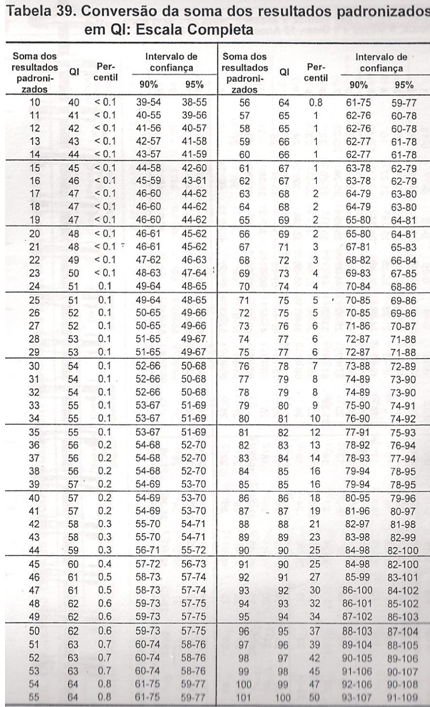 Tabela 39. Conversão da soma dos resultados padronizados
em QI: Escala Completa
Soma dos resultados padroni-zados QI Per-centil Intervalo de confiança 90% 95% Soma dos resultados padroni-zados QI Per-centil Intervalo de confiança 90% 95%
10 40 < 0.1 39-54 38-55 56 64 0.8 61-75 59-77
11 41 < 0.1 40-55 39-56 57 65 1 62-76 60-78
12 42 < 0.1 41-56 40-57 58 65 1 62-76 60-78
13 43 < 0.1 42-57 41-58 59 66 1 62-77 61-78
14 44 < 0.1 43-57 41-59 60 66 1 62-77 61-78
15 45 < 0.1 44-58 42-60 61 67 1 63-78 62-79
16 46 < 0.1 45-59 43-61 62 67 1 63-78 62-79
17 47 < 0.1 46-60 44-62 63 68 2 64-79 63-80
18 47 < 0.1 46-60 44-62 64 68 2 64-79 63-80
19 47 < 0.1 46-60 44-62 65 69 2 65-80 64-81
20 48 < 0.1 46-61 45-62 66 69 2 65-80 64-81
21 48 < 0.1 46-61 45-62 67 71 3 67-81 65-83
22 49 < 0.1 47-62 46-63 68 72 3 68-82 66-84
23 50 < 0.1 48-63 47-64 69 73 4 69-83 67-85
24 51 0.1 49-64 48-65 70 74 4 70-84 68-86
25 51 0.1 49-64 48-65 71 75 5 70-85 69-86
26 52 0.1 50-65 49-66 72 75 5 70-85 69-86
27 52 0.1 50-65 49-66 73 76 6 71-86 70-87
28 53 0.1 51-65 49-67 74 77 6 72-87 71-88
29 53 0.1 51-65 49-67 75 77 6 72-87 71-88
30 54 0.1 52-66 50-68 76 78 7 73-88 72-89
31 54 0.1 52-66 50-68 77 79 8 74-89 73-90
32 54 0.1 52-66 50-68 78 79 8 74-89 73-90
33 55 0.1 53-67 51-69 79 80 9 75-90 74-91
34 55 0.1 53-67 51-69 80 81 10 76-90 74-92
35 55 0.1 53-67 51-69 81 82 12 77-91 75-93
36 56 0.2 54-68 52-70 82 83 13 78-92 76-94
37 56 0.2 54-68 52-70 83 84 14 78-93 77-94
38 56 0.2 54-68 52-70 84 85 16 79-94 78-95
39 57 0.2 54-69 53-70 85 85 16 79-94 78-95
40 57 0.2 54-69 53-70 86 86 18 80-95 79-96
41 57 0.2 54-69 53-70 87 87 19 81-96 80-97
42 58 0.3 55-70 54-71 88 88 21 82-97 81-98
43 58 0.3 55-70 54-71 89 89 23 83-98 82-99
44 59 0.3 56-71 55-72 90 90 25 84-98 82-100
45 60 0.4 57-72 56-73 91 90 25 84-98 82-100
46 61 0.5 58-73 57-74 92 91 27 85-99 83-101
47 61 0.5 58-73 57-74 93 92 30 86-100 84-102
48 62 0.6 59-73 57-75 94 93 32 86-101 85-102
49 62 0.6 59-73 57-75 95 94 34 87-102 86-103
50 62 0.6 59-73 57-75 96 95 37 88-103 87-104
51 63 0.7 60-74 58-76 97 96 39 89-104 88-105
52 63 0.7 60-74 58-76 98 97 42 90-105 89-106
53 63 0.7 60-74 58-76 99 98 45 91-106 90-107
54 64 0.8 61-75 59-77 100 99 47 92-106 90-108
55 64 0.8 61-75 59-77 101 100 50 93-107 91-109